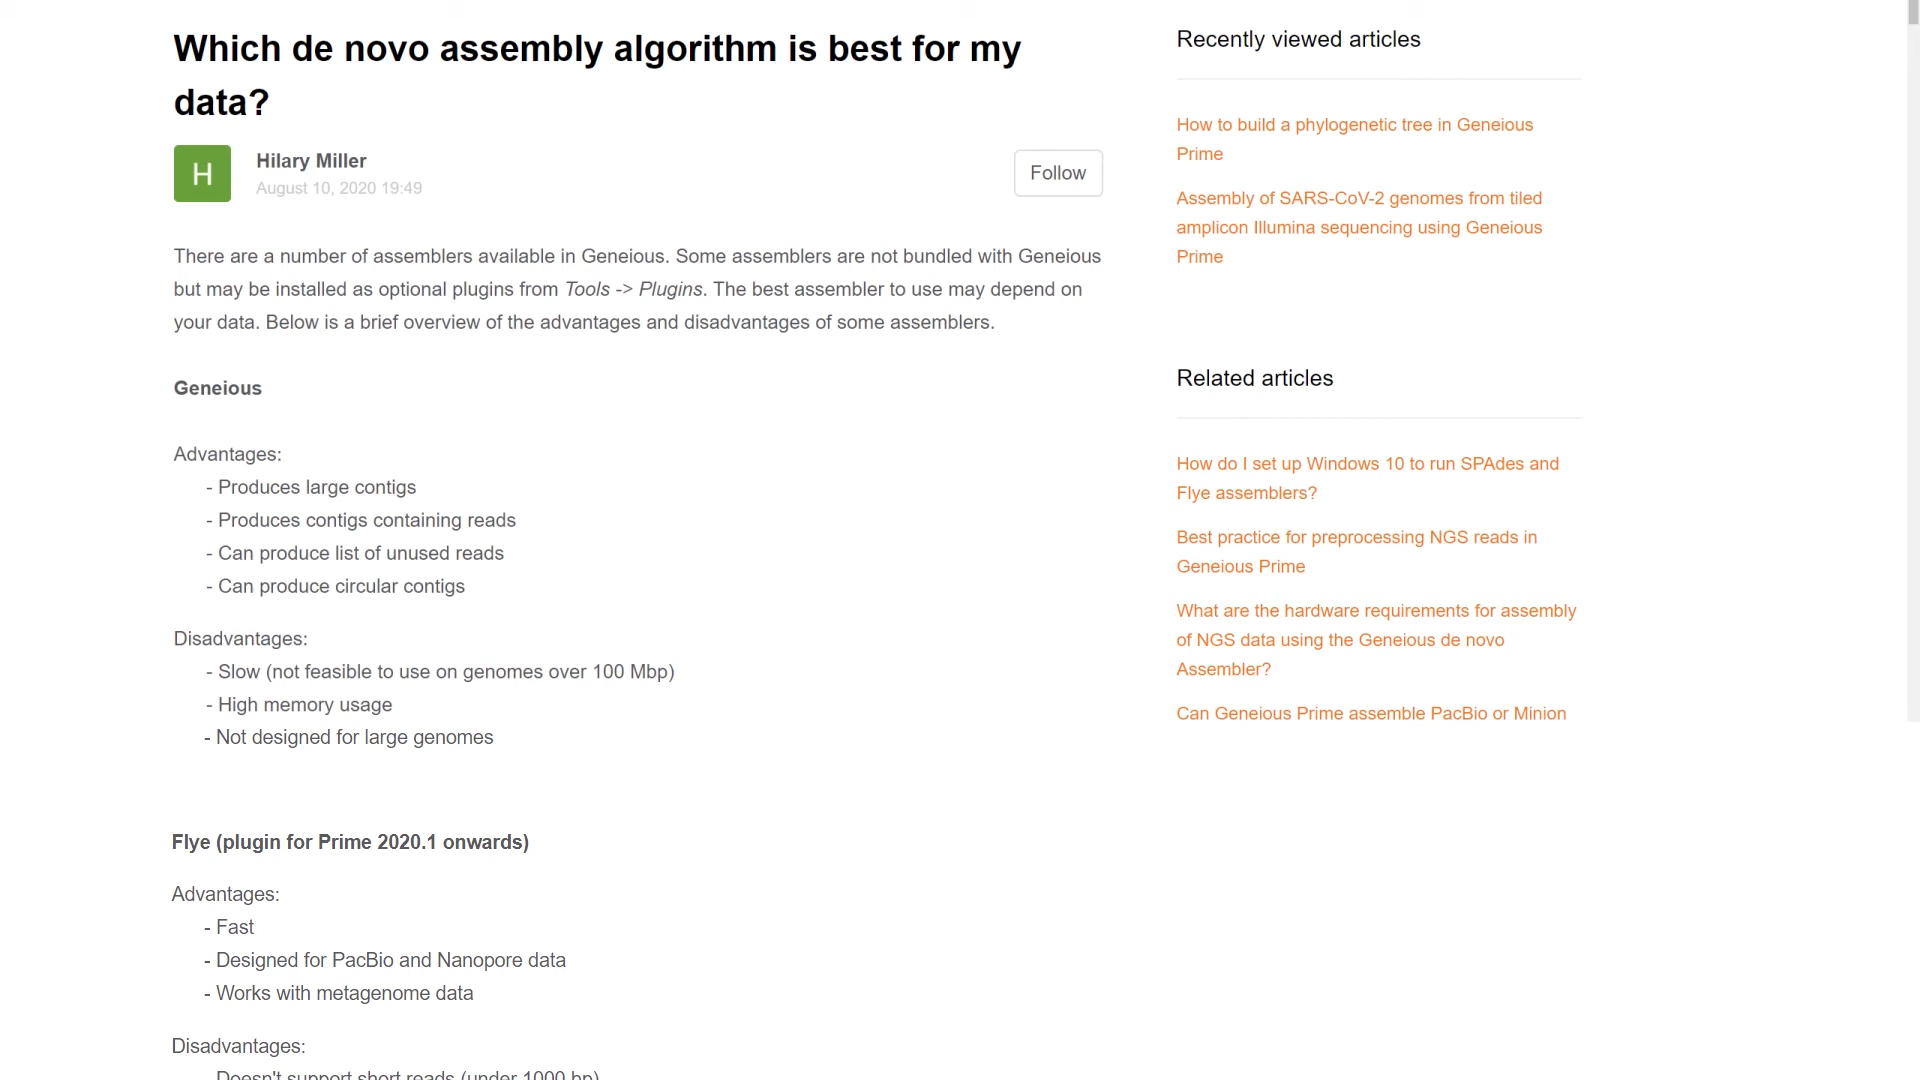 Which de novo assembly algorithm is best for my
data?
H
Hilary Miller
August 10, 2020 19:49
Follow
There are a number of assemblers available in Geneious. Some assemblers are not bundled with Geneious
but may be installed as optional plugins from Tools -> Plugins. The best assembler to use may depend on
your data. Below is a brief overview of the advantages and disadvantages of some assemblers.
Geneious
Advantages:
- Produces large contigs
- Produces contigs containing reads
- Can produce list of unused reads
- Can produce circular contigs
Disadvantages:
- Slow (not feasible to use on genomes over 100 Mbp)
- High memory usage
- Not designed for large genomes
Flye (plugin for Prime 2020.1 onwards)
Advantages:
- Fast
- Designed for PacBio and Nanopore data
- Works with metagenome data
Disadvantages:
Doesn't support short reads (under 1000 bp)
Recently viewed articles
How to build a phylogenetic tree in Geneious
Prime
Assembly of SARS-CoV-2 genomes from tiled
amplicon Illumina sequencing using Geneious
Prime
Related articles
How do I set up Windows 10 to run SPAdes and
Flye assemblers?
Best practice for preprocessing NGS reads in
Geneious Prime
What are the hardware requirements for assembly
of NGS data using the Geneious de novo
Assembler?
Can Geneious Prime assemble PacBio or Minion